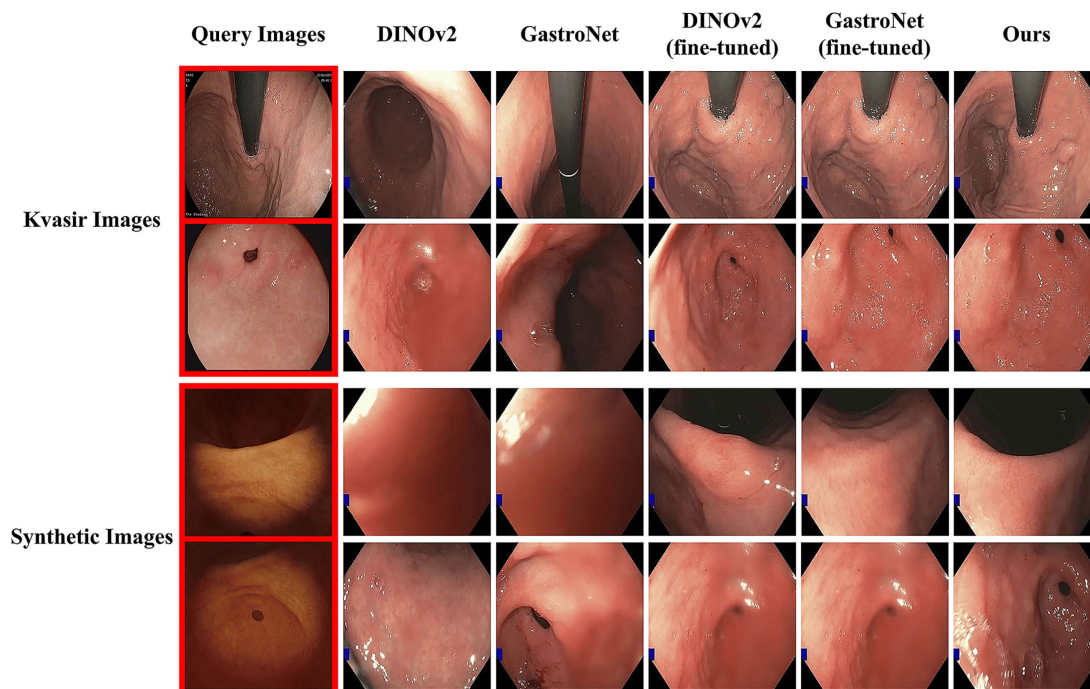 Query Images
DINOv2
GastroNet
DINOv2
(fine-tuned)
GastroNet
(fine-tuned)
Ours
Kvasir Images
Synthetic Images